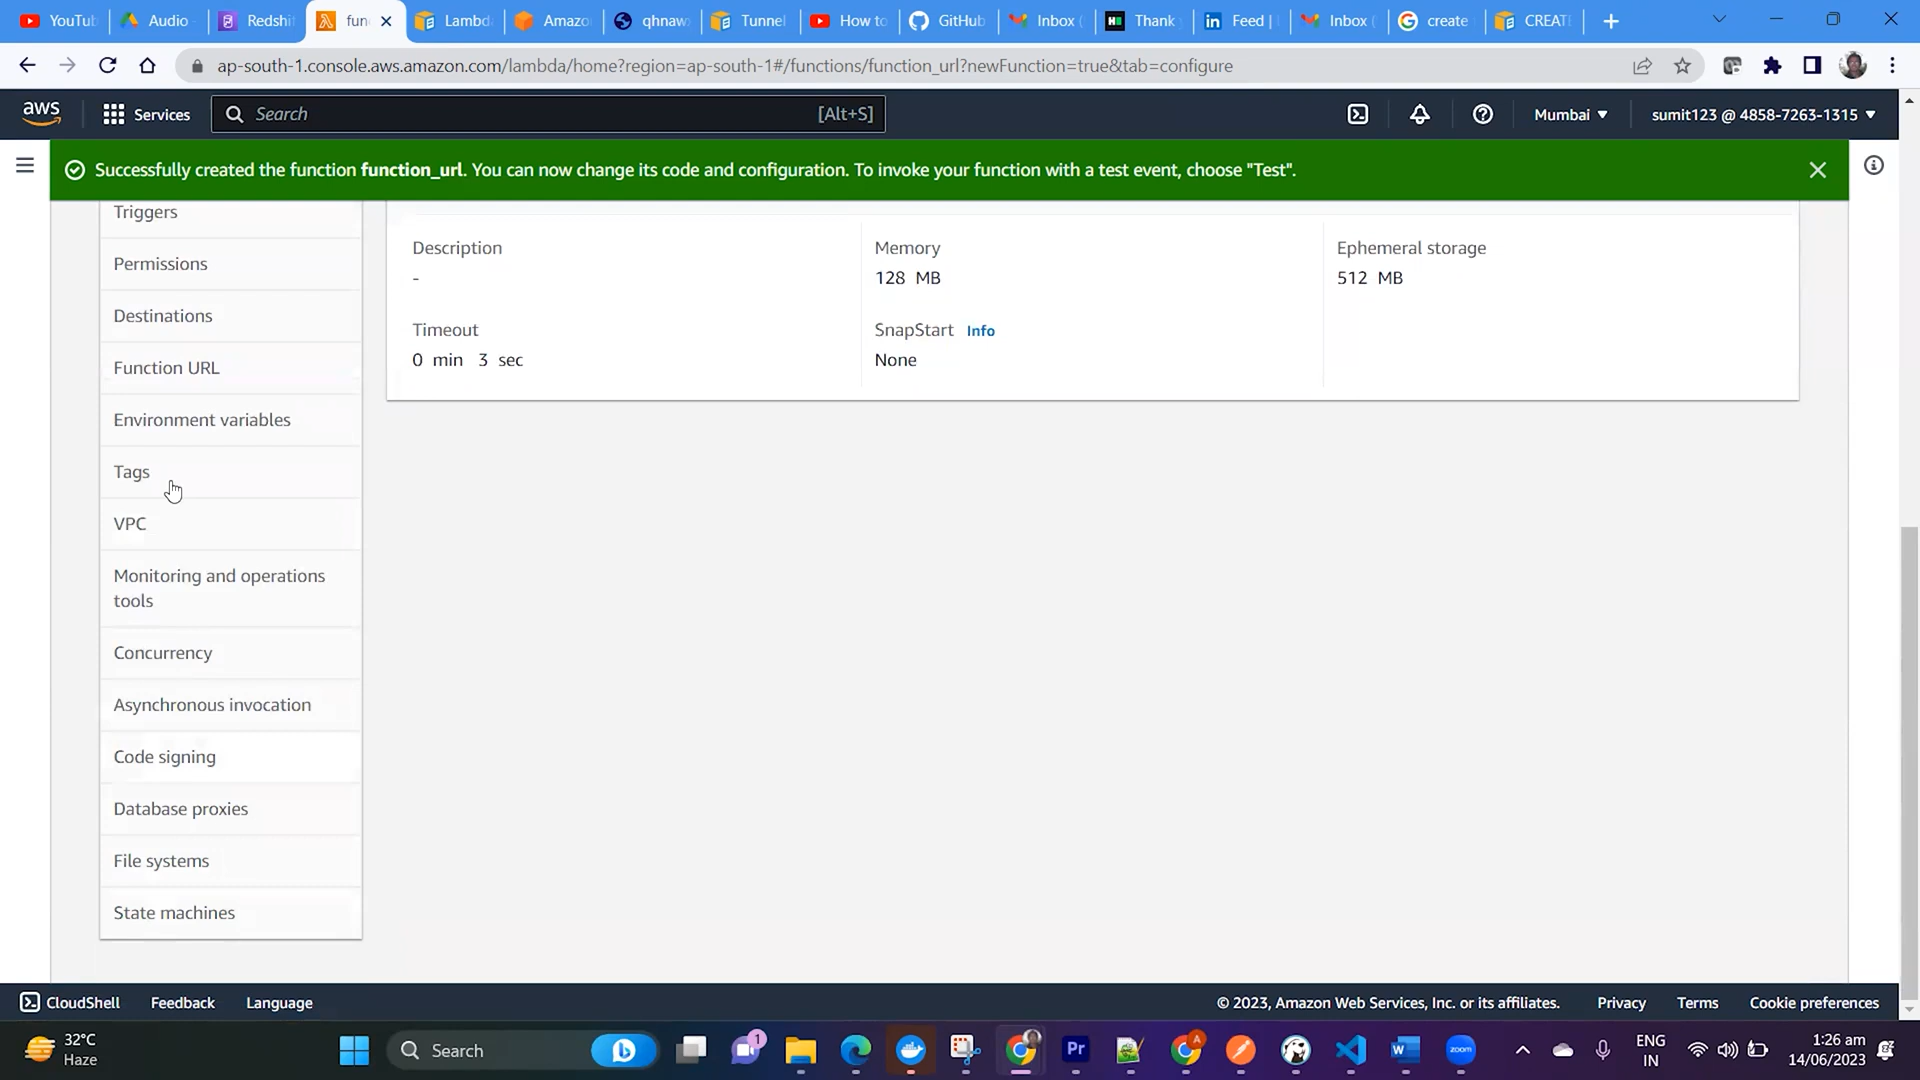 YouTub
Audio
Redshi
fun
Lambd
Amazo
qhnaw
Tunnel
How to
GitHub
Inbox (
Thank
Feed |
Inbox (
create
CREATE
ap-south-1.console.aws.amazon.com/lambda/home?region=ap-south-1#/functions/function_url?newFunction=true&tab=configure
aws
Services
Search
[Alt+S]
Mumbai
sumit123 @ 4858-7263-1315
Successfully created the function function_url. You can now change its code and configuration. To invoke your function with a test event, choose "Test".
Triggers
Permissions
Destinations
Function URL
Environment variables
Tags
VPC
Monitoring and operations
tools
Concurrency
Asynchronous invocation
Code signing
Database proxies
File systems
State machines
Description
-
Memory
128 MB
Ephemeral storage
512 MB
Timeout
0 min 3 sec
SnapStart Info
None
CloudShell
Feedback
Language
© 2023, Amazon Web Services, Inc. or its affiliates.
Privacy
Terms
Cookie preferences
32°C
Haze
Search
1
Pr
A
W
zoom
ENG
IN
1:26 am
14/06/2023